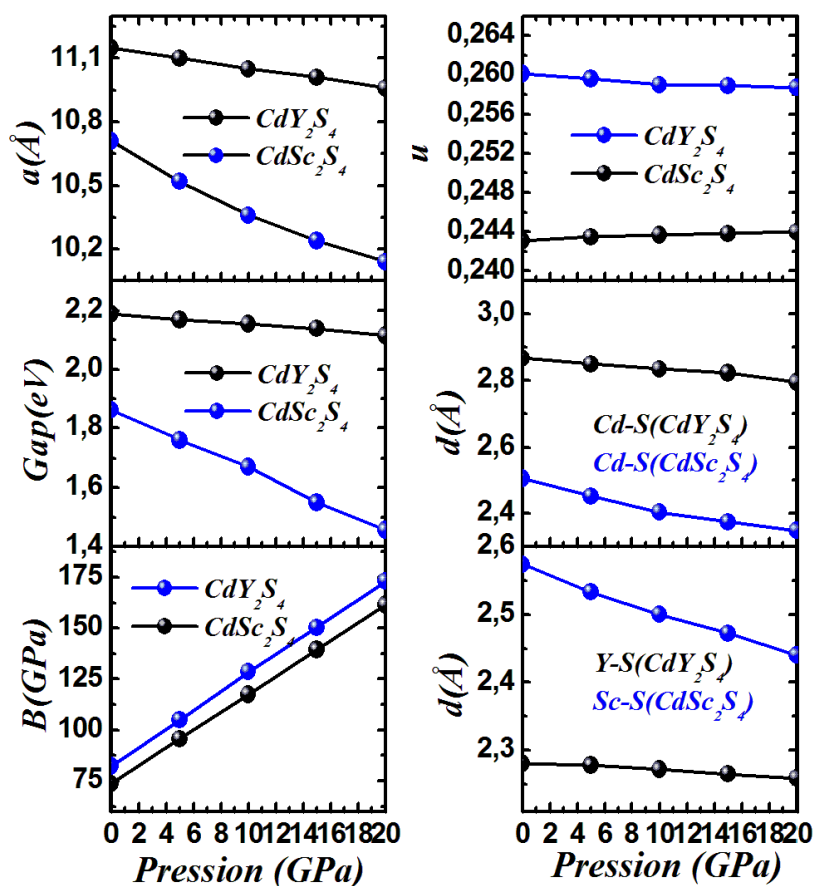 11,1
10,8
10,5
10,2
a(Å)
CdY₂S₄
CdSc₂S₄
0,264
0,260
0,256
0,252
0,248
0,244
0,240
u
CdY₂S₄
CdSc₂S₄
2,2
2,0
1,8
1,6
1,4
Gap(eV)
CdY₂S₄
CdSc₂S₄
3,0
2,8
2,6
2,4
d(Å)
Cd-S(CdY₂S₄)
Cd-S(CdSc₂S₄)
175
150
125
100
75
B(GPa)
CdY₂S₄
CdSc₂S₄
0 2 4 6 8 10 12 14 16 18 20
Pression (GPa)
2,6
2,5
2,4
2,3
d(Å)
Y-S(CdY₂S₄)
Sc-S(CdSc₂S₄)
0 2 4 6 8 10 12 14 16 18 20
Pression (GPa)